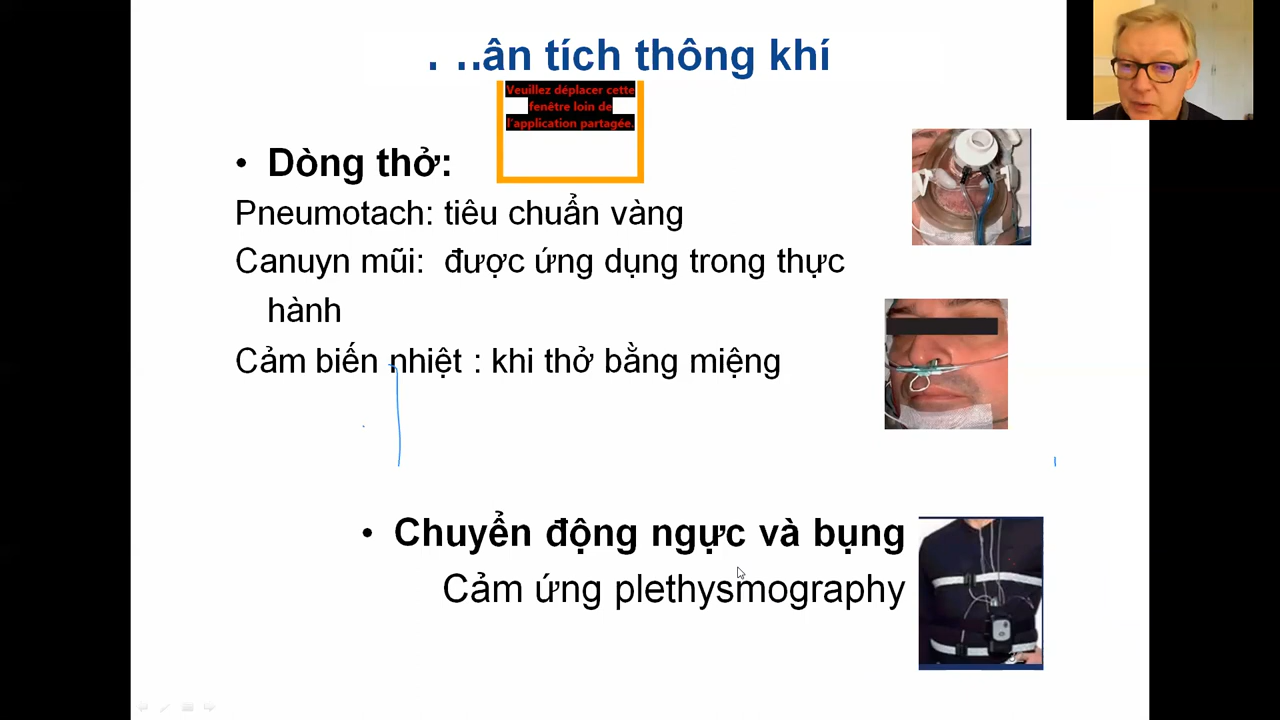 . ..ân tích thông khí
Veuillez déplacer cette
fenêtre loin de
l'application partagée.
• Dòng thở:
Pneumotach: tiêu chuẩn vàng
Canuyn mũi: được ứng dụng trong thực
hành
Cảm biến nhiệt : khi thở bằng miệng
• Chuyển động ngực và bụng
Cảm ứng plethysmography